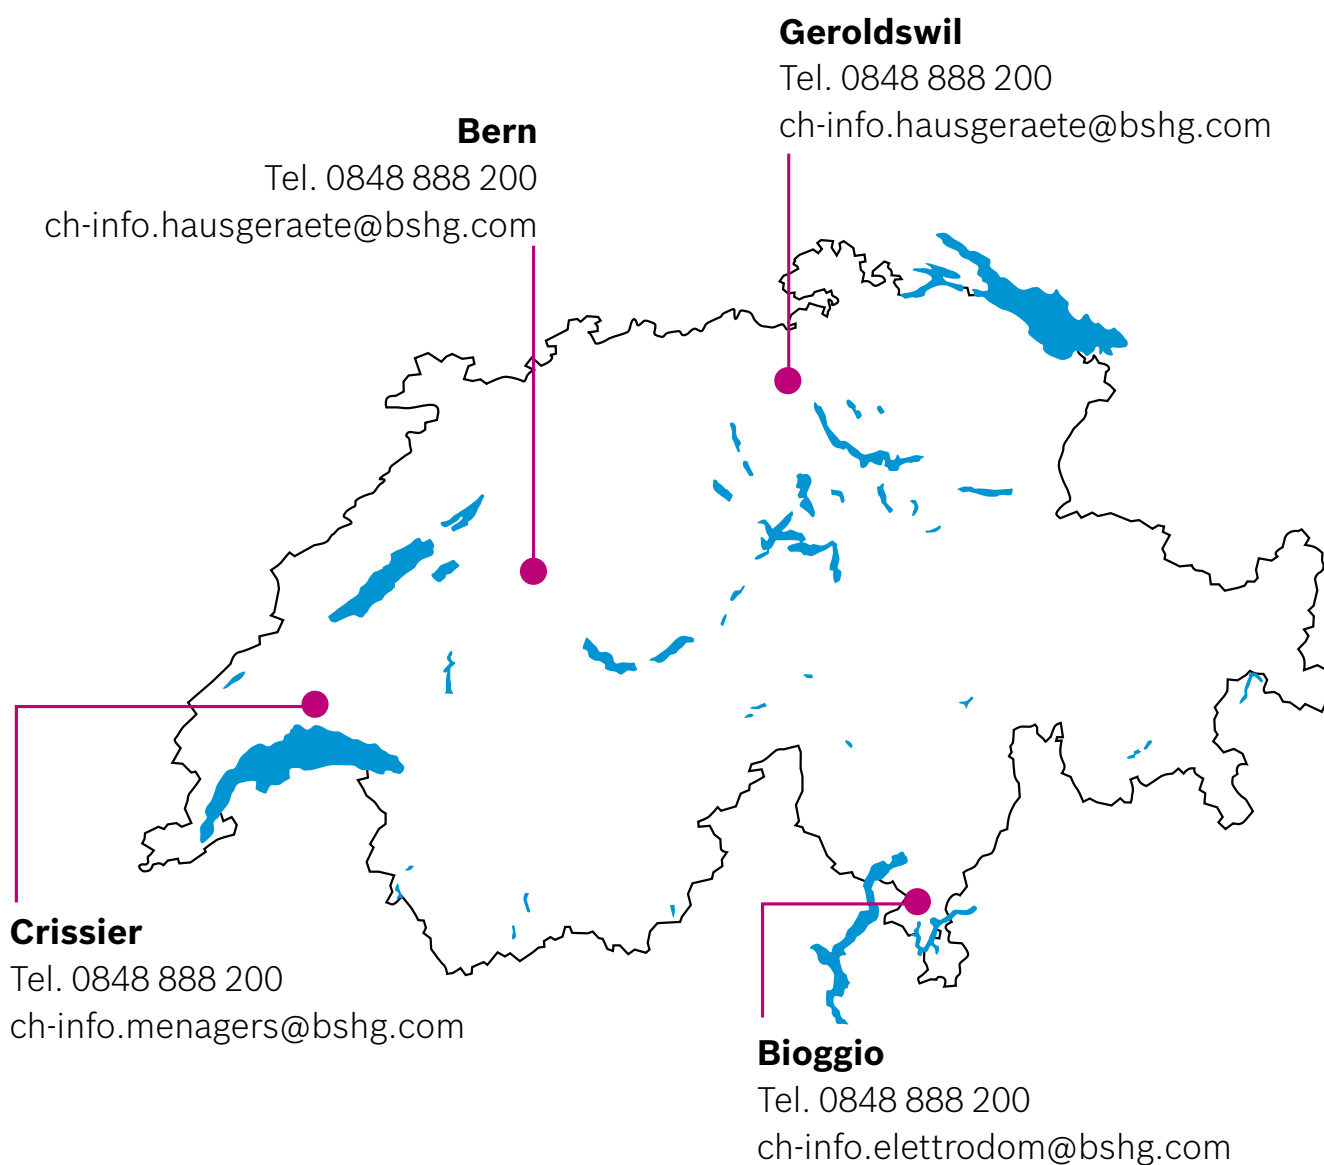 Geroldswil
Tel. 0848 888 200
ch-info.hausgeraete@bshg.com
Bern
Tel. 0848 888 200
ch-info.hausgeraete@bshg.com
Crissier
Tel. 0848 888 200
ch-info.menagers@bshg.com
Bioggio
Tel. 0848 888 200
ch-info.elettrodom@bshg.com